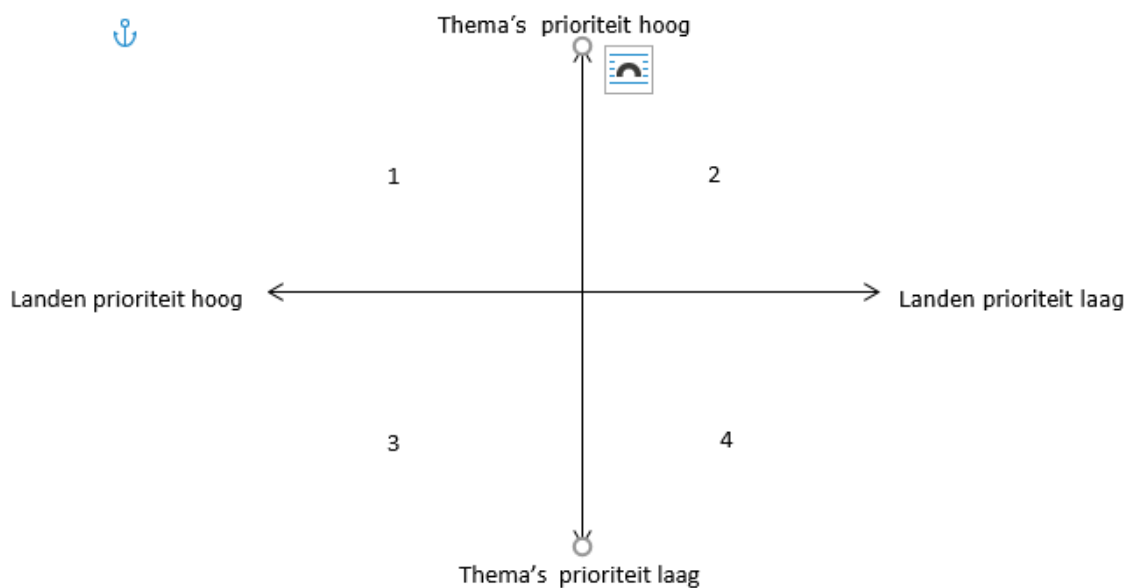 Thema's prioriteit hoog
1 2
Landen prioriteit hoog Landen prioriteit laag
3 4
Thema's prioriteit laag